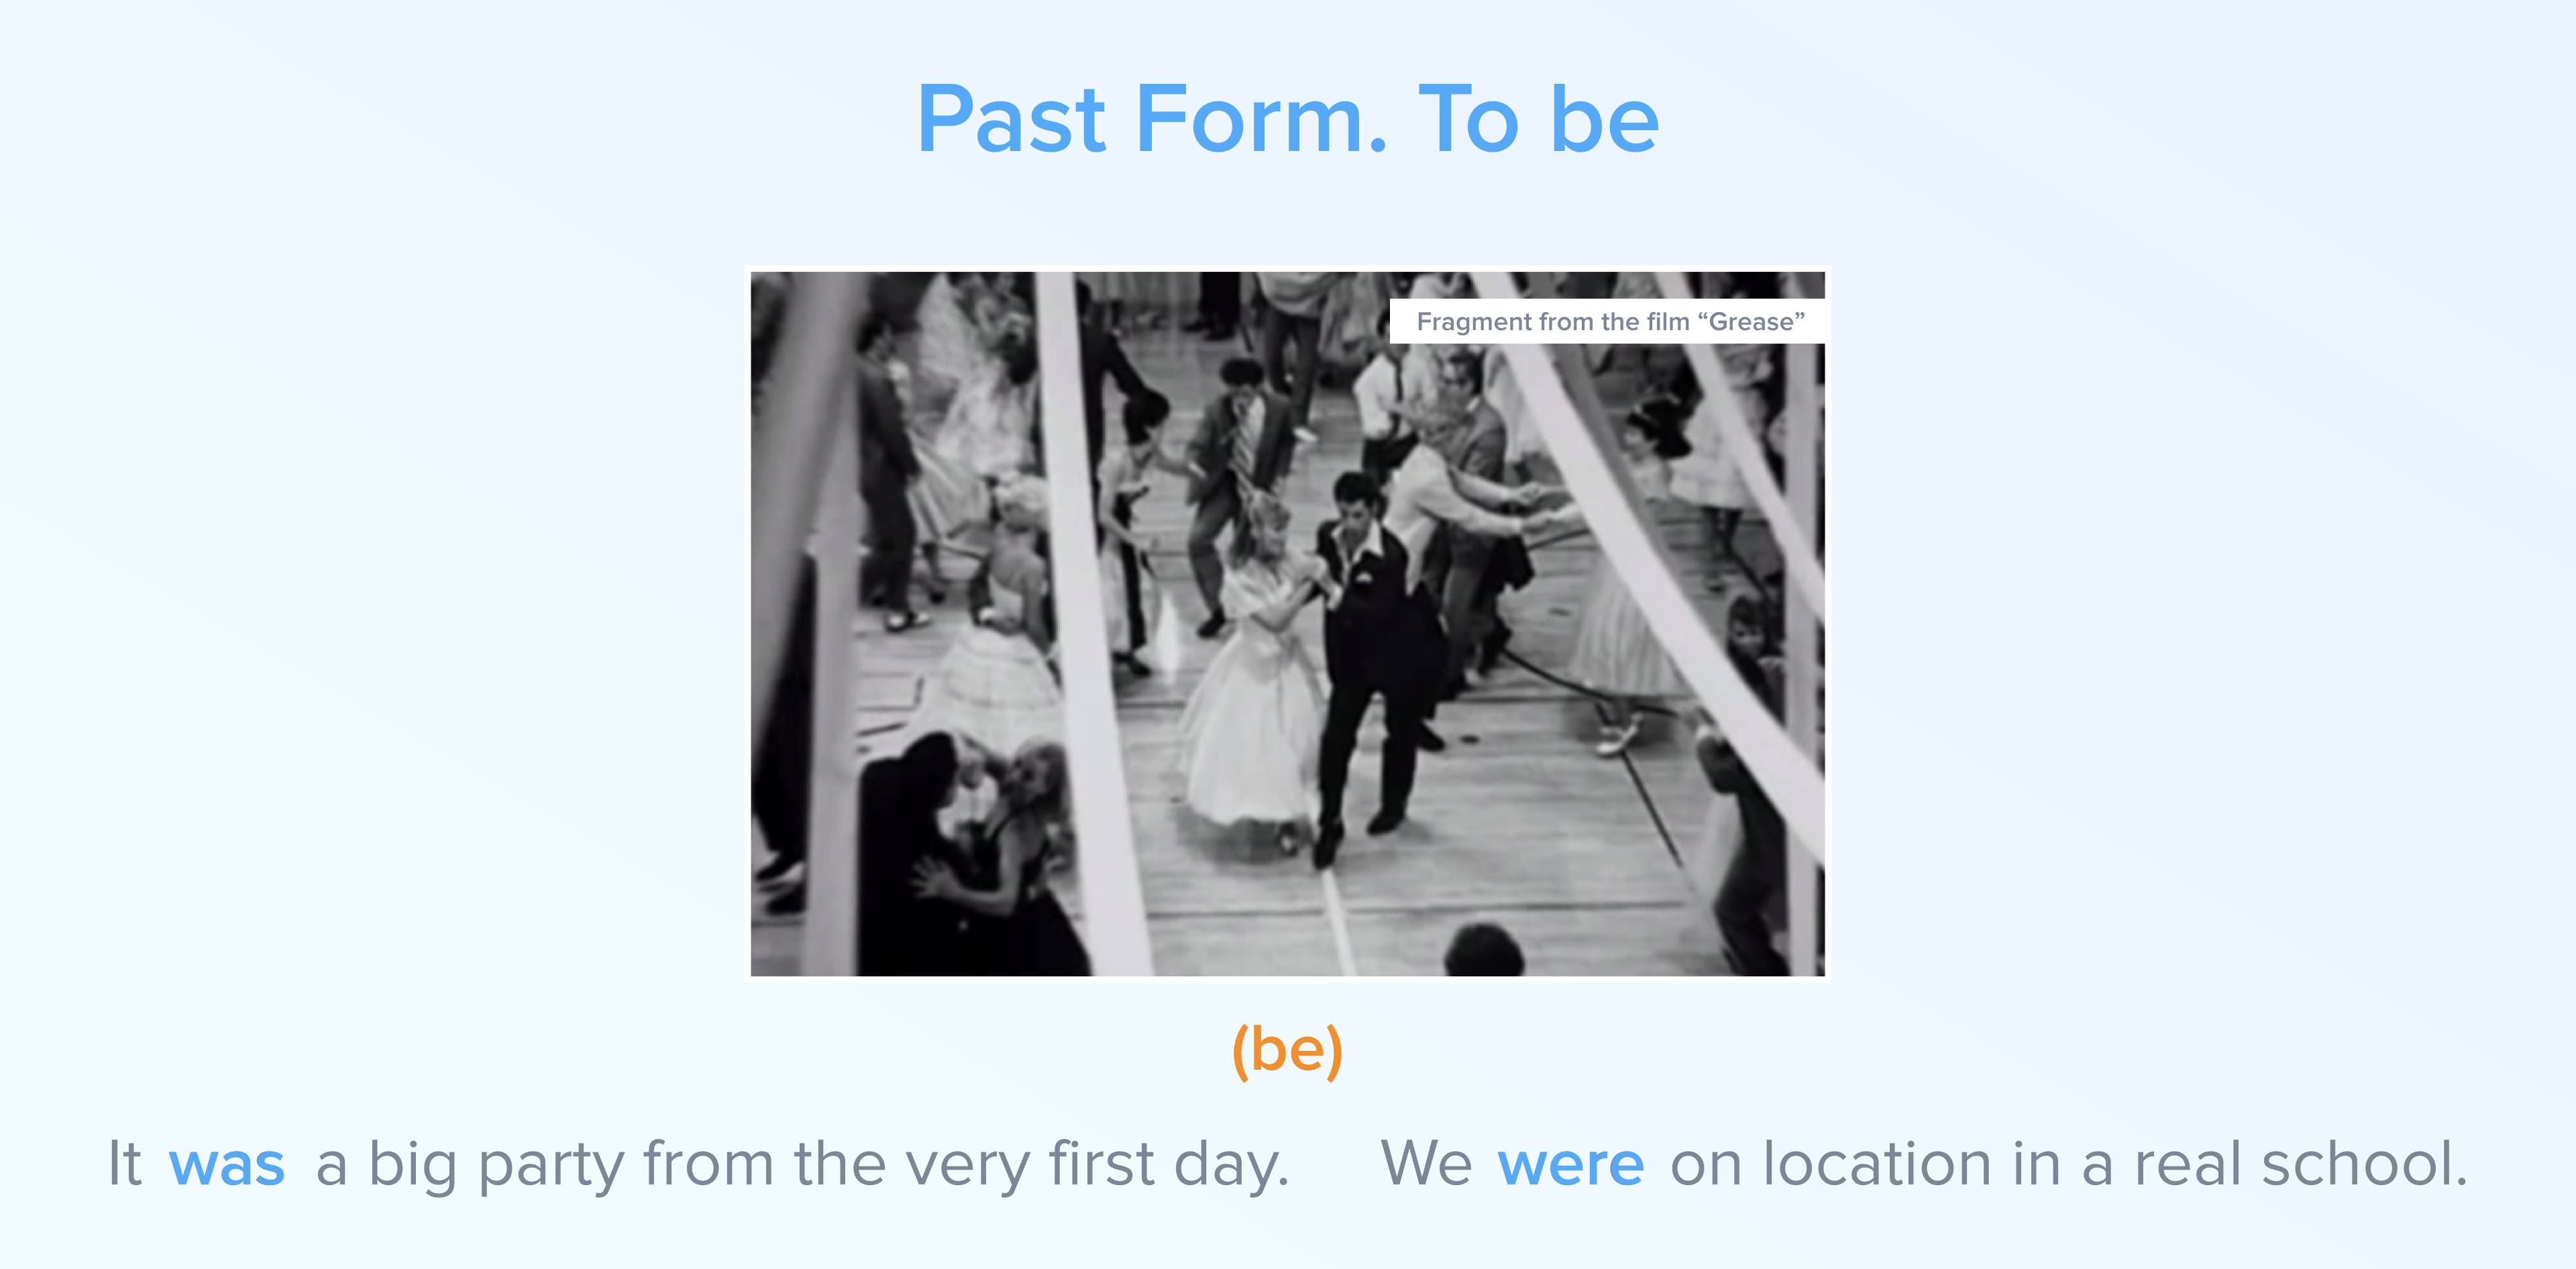 Past Form. To be
Fragment from the film “Grease”
(be)
It was a big party from the very first day.
We were on location in a real school.